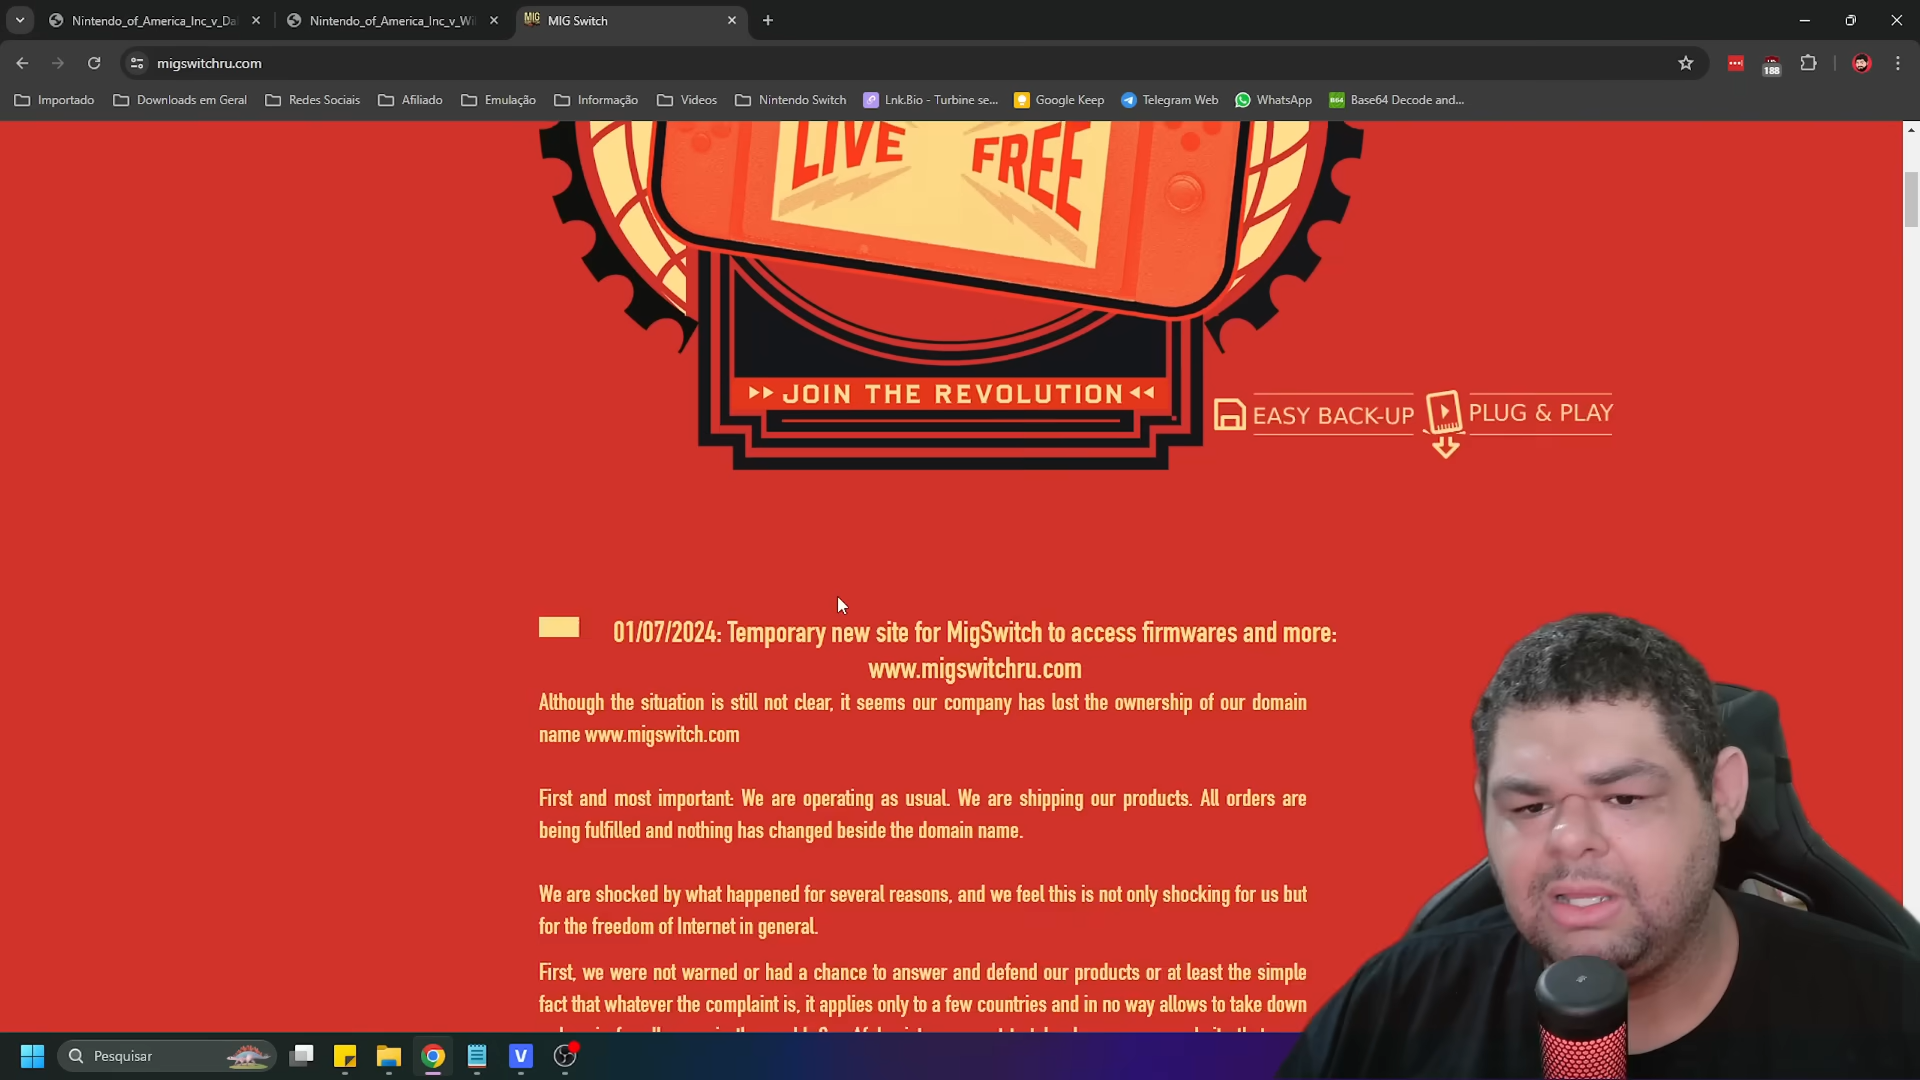 Nintendo_of_America_Inc_v_Da
Nintendo_of_America_Inc_v_Wi
MIG Switch
migswitchru.com
188
Importado
Downloads em Geral
Redes Sociais
Afiliado
Emulação
Informação
Videos
Nintendo Switch
Lnk.Bio - Turbine se...
Google Keep
Telegram Web
WhatsApp
B64
Base64 Decode and...
LIVE
FREE
JOIN THE REVOLUTION
EASY BACK-UP
PLUG & PLAY
01/07/2024: Temporary new site for MigSwitch to access firmwares and more:
www.migswitchru.com
Although the situation is still not clear, it seems our company has lost the ownership of our domain
name www.migswitch.com
First and most important: We are operating as usual. We are shipping our products. All orders are
being fulfilled and nothing has changed beside the domain name.
We are shocked by what happened for several reasons, and we feel this is not only shocking for us but
for the freedom of Internet in general.
First, we were not warned or had a chance to answer and defend our products or at least the simple
fact that whatever the complaint is, it applies only to a few countries and in no way allows to take down
Pesquisar
V